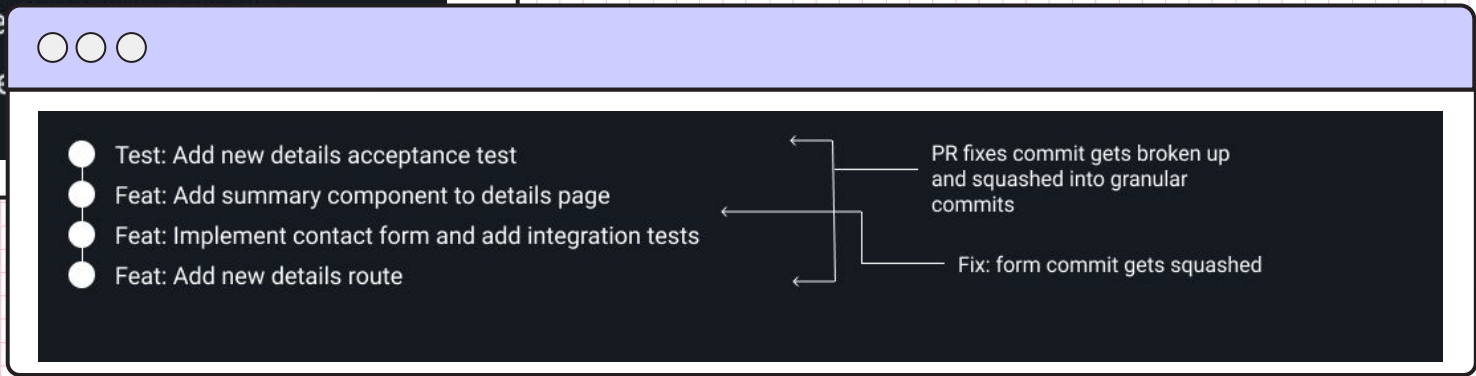 Test: Add new details acceptance test
Feat: Add summary component to details page
Feat: Implement contact form and add integration tests
Feat: Add new details route
PR fixes commit gets broken up
and squashed into granular
commits
Fix: form commit gets squashed